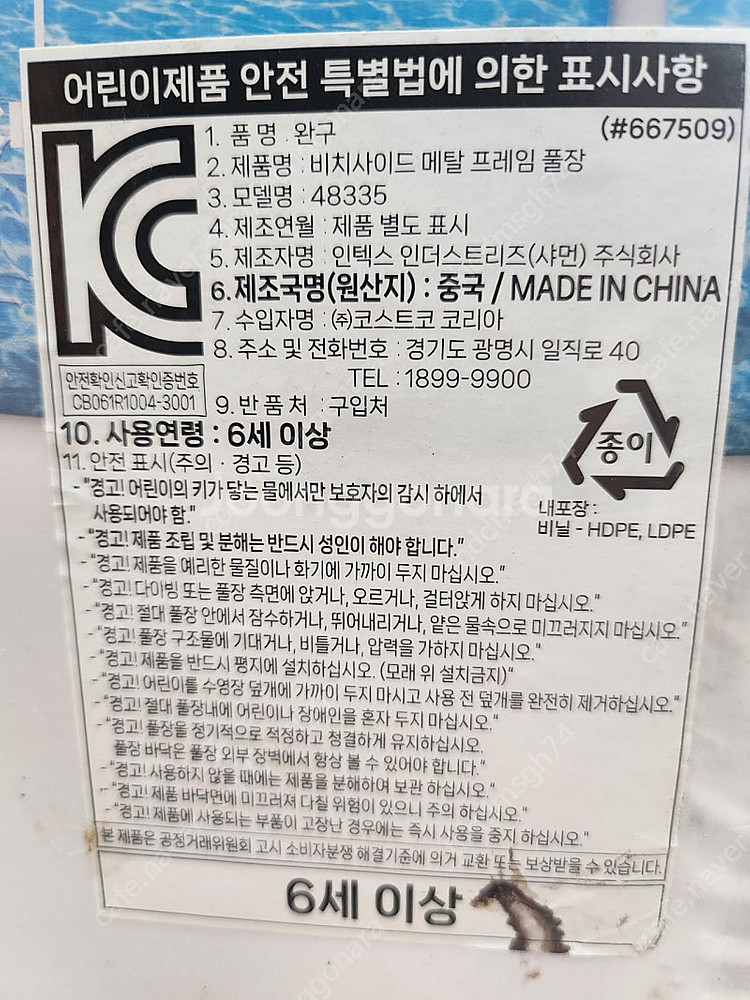 어린이제품 안전 특별법에 의한 표시사항
(#667509)
1. 품 명 : 완구
2. 제품명 : 비치사이드 메탈 프레임 풀장
3. 모델명 : 48335
4. 제조연월 : 제품 별도 표시
5. 제조자명 : 인텍스 인더스트리즈(샤먼) 주식회사
6.제조국명(원산지) : 중국 / MADE IN CHINA
7. 수입자명 : ㈜코스트코 코리아
8. 주소 및 전화번호 : 경기도 광명시 일직로 40
TEL : 1899-9900
안전확인신고확인증번호
CB061R1004-3001
9. 반 품 처 : 구입처
10. 사용연령 : 6세 이상
11. 안전 표시(주의 · 경고 등)
종이
내포장 :
비닐 - HDPE, LDPE
- "경고! 어린이의 키가 닿는 물에서만 보호자의 감시 하에서
사용되어야 함."
- "경고! 제품 조립 및 분해는 반드시 성인이 해야 합니다."
- "경고! 제품을 예리한 물질이나 화기에 가까이 두지 마십시오."
- "경고! 다이빙 또는 풀장 측면에 앉거나, 오르거나, 걸터앉게 하지 마십시오."
- "경고! 절대 풀장 안에서 잠수하거나, 뛰어내리거나, 얕은 물속으로 미끄러지지 마십시오."
- "경고! 풀장 구조물에 기대거나, 비틀거나, 압력을 가하지 마십시오."
- "경고! 제품을 반드시 평지에 설치하십시오. (모래 위 설치금지)"
- "경고! 어린이를 수영장 덮개에 가까이 두지 마시고 사용 전 덮개를 완전히 제거하십시오."
- "경고! 절대 풀장내에 어린이나 장애인을 혼자 두지 마십시오."
- "경고! 풀장을 정기적으로 적정하고 청결하게 유지하십시오.
풀장 바닥은 풀장 외부 장벽에서 항상 볼 수 있어야 합니다."
- "경고! 사용하지 않을 때에는 제품을 분해하여 보관 하십시오."
- "경고! 제품 바닥면에 미끄러져 다칠 위험이 있으니 주의 하십시오."
- "경고! 제품에 사용되는 부품이 고장난 경우에는 즉시 사용을 중지 하십시오."
본 제품은 공정거래위원회 고시 소비자분쟁 해결기준에 의거 교환 또는 보상받을 수 있습니다.
6세 이상